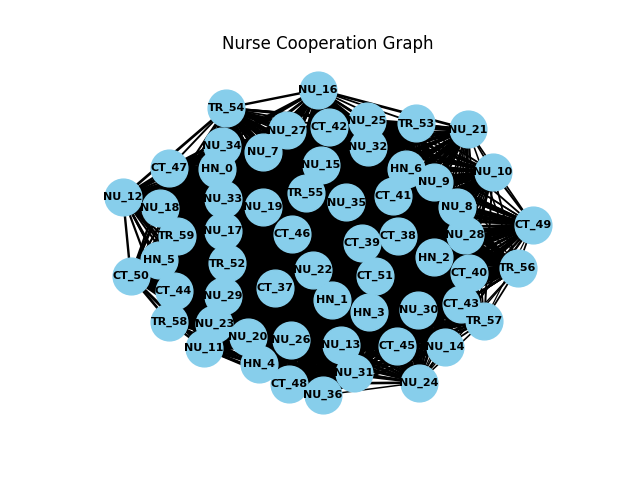 Nurse Cooperation Graph
NU_16
TR_54
NU_25
TR_53
CT_42
NU_21
NU_27
NU_34
NU_32
NU_7
NU_15
CT_47
HN_0
HN_6
NU_10
NU_9
TR_55
CT_41
NU_12
NU_33
NU_35
NU_18
NU_19
NU_8
CT_49
NU_17
CT_46
TR_59
CT_38
NU_28
CT_39
HN_2
HN_5
TR_52
TR_56
NU_22
CT_40
CT_50
CT_51
CT_37
CT_44
NU_29
HN_1
CT_43
NU_30
HN_3
TR_58
TR_57
NU_23
NU_20
NU_26
NU_13
CT_45
NU_14
NU_11
HN_4
NU_31
CT_48
NU_24
NU_36